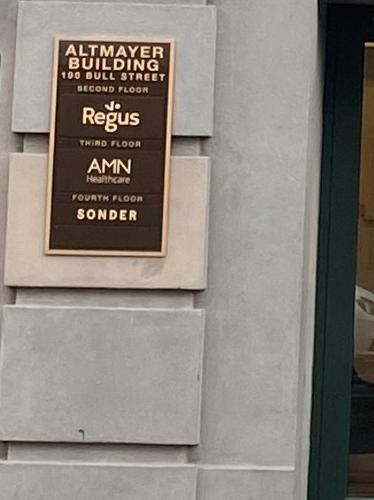 ALTMAYER
BUILDING
190 BULL STREET
SECOND FLOOR
Regus
THIRD FLOOR
AMN
Healthcare
FOURTH FLOOR
SONDER